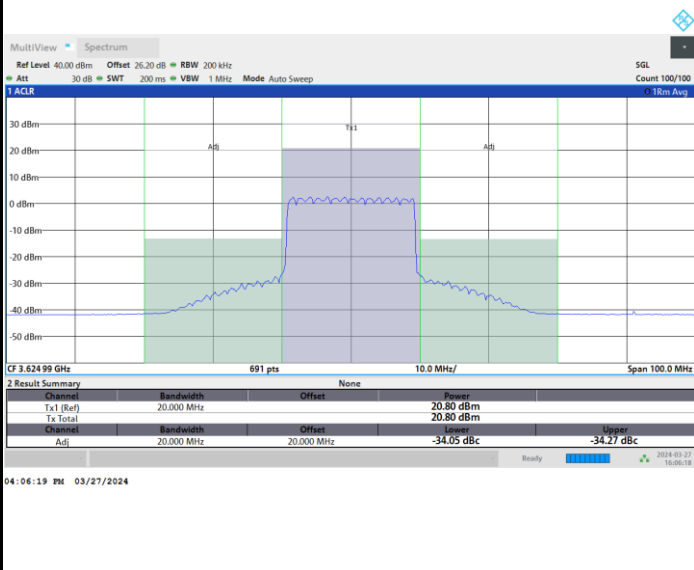 MultiView Spectrum
Ref Level 40.00 dBm Offset 26.20 dB RBW 200 kHz SGL
Att 30 dB SWT 200 ms VBW 1 MHz Mode Auto Sweep Count 100/100
1 ACLR 1Rm Avg
Tx1
30 dBm
Adj Adj
20 dBm
10 dBm
0 dBm
-10 dBm
-20 dBm
-30 dBm
-40 dBm
-50 dBm
CF 3.624 99 GHz 691 pts 10.0 MHz/ Span 100.0 MHz
2 Result Summary None
Channel Bandwidth Offset Power
Tx1 (Ref) 20.000 MHz 20.80 dBm
Tx Total 20.80 dBm
Channel Bandwidth Offset Lower Upper
Adj 20.000 MHz 20.000 MHz -34.05 dBc -34.27 dBc
Ready 2024-03-27
16:06:18
04:06:19 PM 03/27/2024